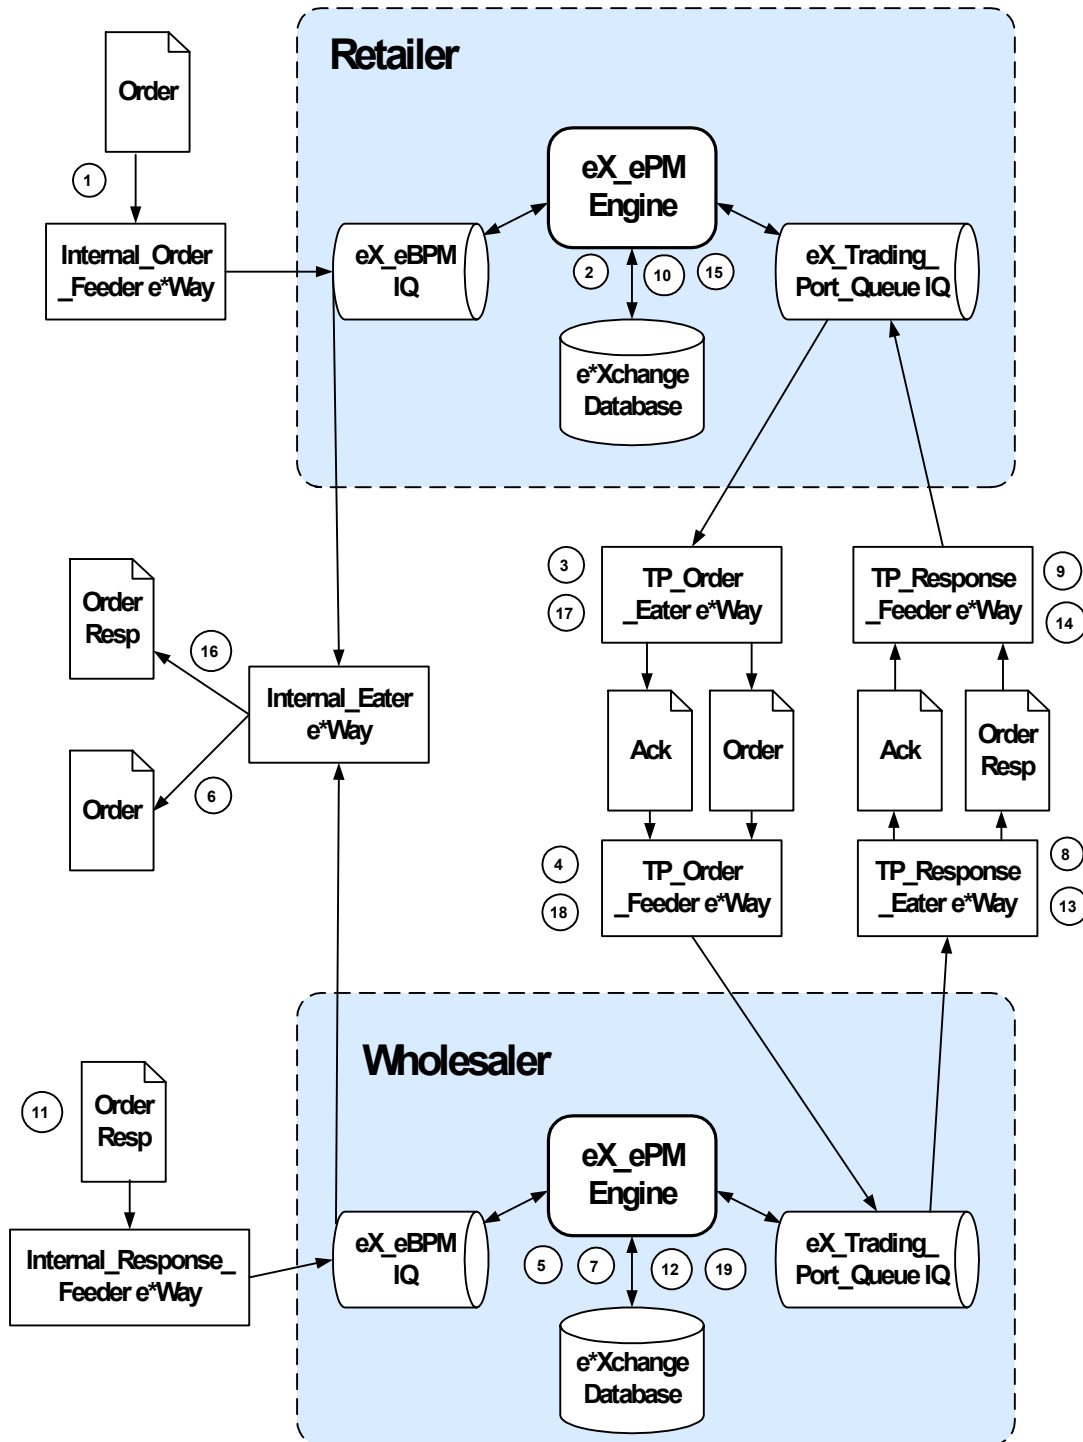 Retailer
Order
1
Internal_Order
_Feeder e*Way
eX_eBPM
IQ
eX_ePM
Engine
2
10
15
eX_Trading_
Port_Queue IQ
e*Xchange
Database
3
17
TP_Order
_Eater e*Way
TP_Response
_Feeder e*Way
9
14
Order
Resp
16
Internal_Eater
e*Way
Order
6
Ack
Order
Ack
Order
Resp
4
18
TP_Order
_Feeder e*Way
TP_Response
_Eater e*Way
8
13
Wholesaler
11
Order
Resp
Internal_Response_
Feeder e*Way
eX_eBPM
IQ
eX_ePM
Engine
5
7
12
19
eX_Trading_
Port_Queue IQ
e*Xchange
Database